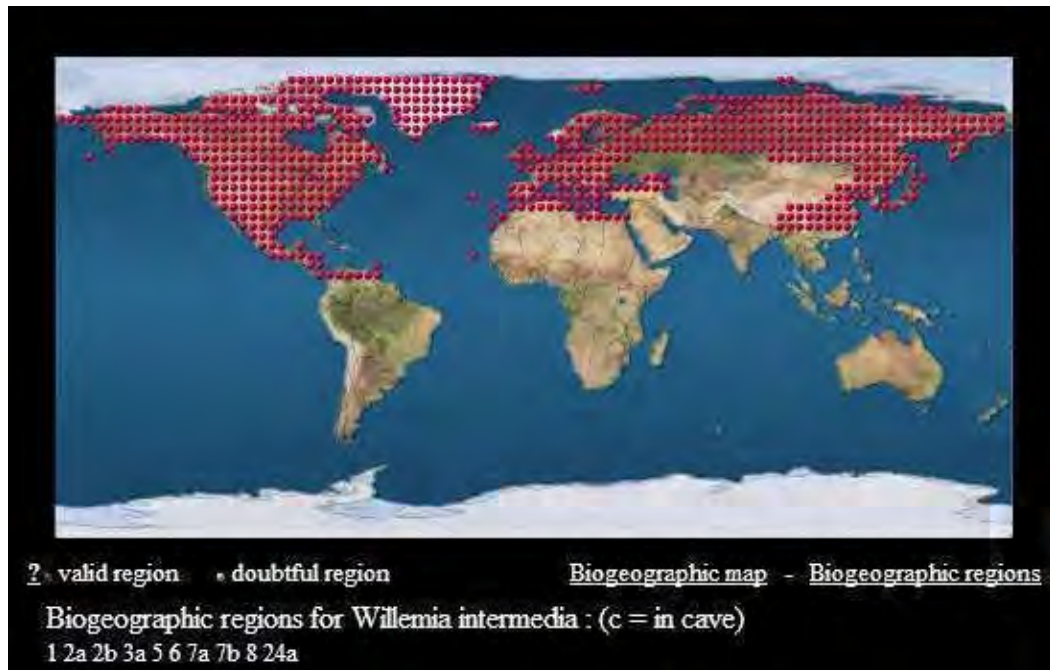 ? valid region doubtful region Biogeographic map - Biogeographic regions
Biogeographic regions for Willemia intermedia : (c = in cave)
1 2a 2b 3a 5 6 7a 7b 8 24a